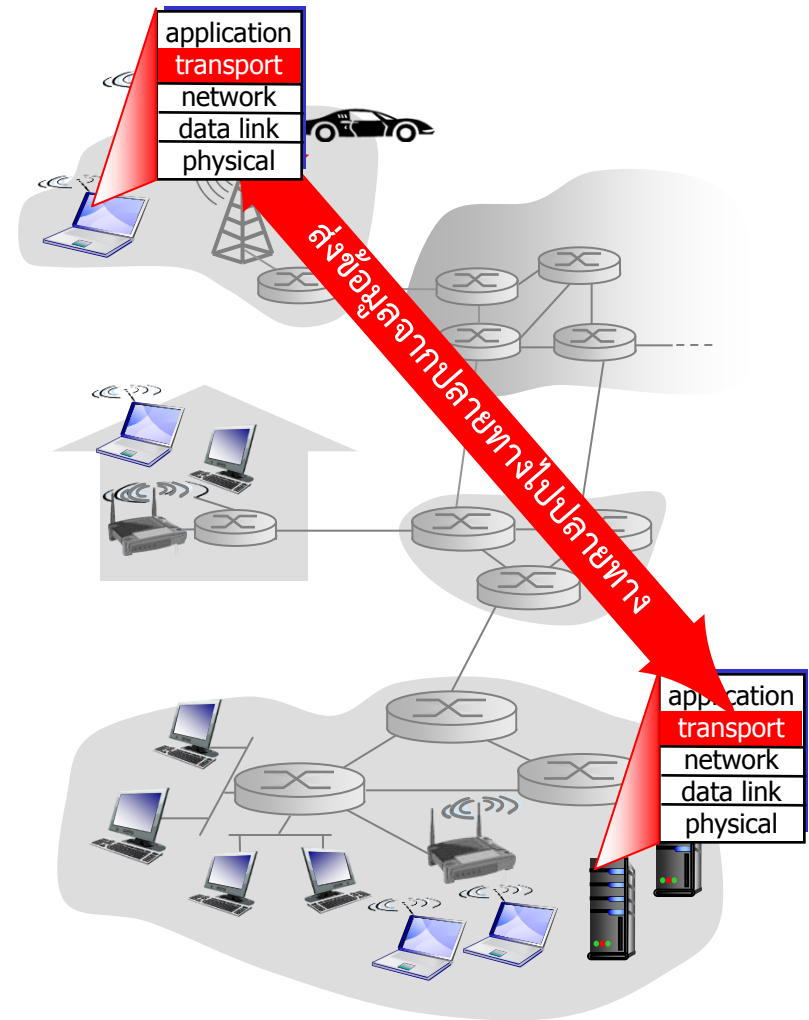 application
transport
network
data link
physical
ส่งข้อมูลจากปลายทางไปปลายทาง
application
transport
network
data link
physical